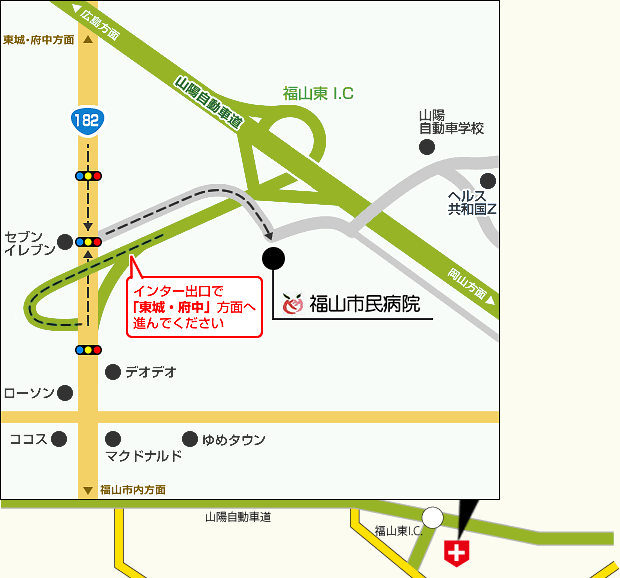 広島方面
東城・府中方面
福山東 I.C
山陽自動車道
182
山陽
自動車学校
ヘルス
共和国Z
セブン
イレブン
インター出口で
「東城・府中」方面へ
進んでください
岡山方面
福山市民病院
デオデオ
ローソン
ココス
マクドナルド
ゆめタウン
福山市内方面
山陽自動車道
福山東I.C.